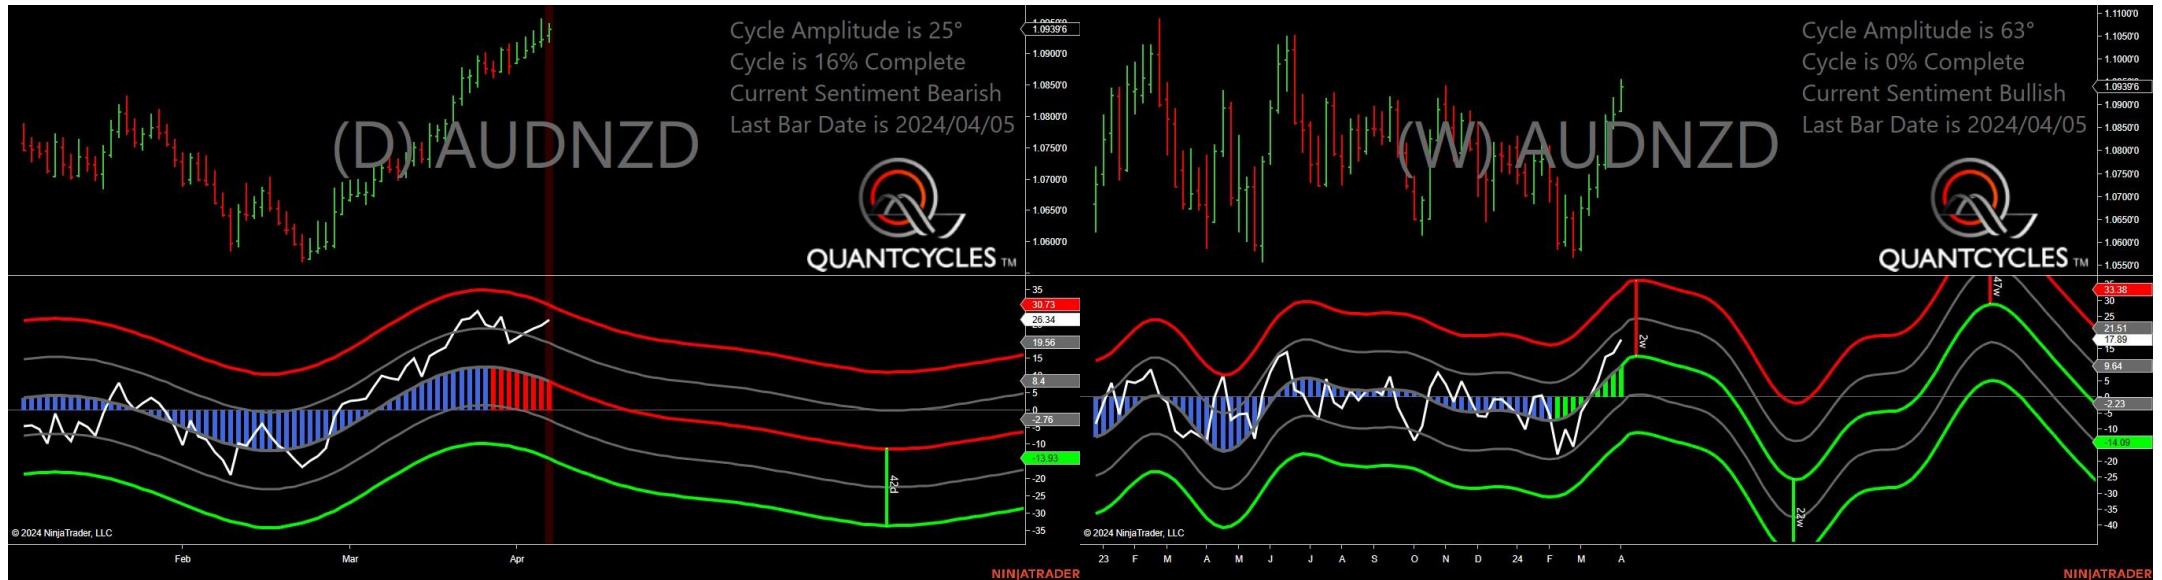 Cycle Amplitude is 25°
Cycle is 16% Complete
Current Sentiment Bearish
Last Bar Date is 2024/04/05
(D) AUDNZD
QUANTCYCLES TM
1.0939'6
1.0900'0
1.0850'0
1.0800'0
1.0750'0
1.0700'0
1.0650'0
1.0600'0
35
30.73
26.34
19.56
15
8.4
5
0
-2.76
-5
-10
-13.93
-20
-25
-30
-35
42d
© 2024 NinjaTrader, LLC
Feb
Mar
Apr
NINJATRADER
Cycle Amplitude is 63°
Cycle is 0% Complete
Current Sentiment Bullish
Last Bar Date is 2024/04/05
(W) AUDNZD
QUANTCYCLES TM
1.1100'0
1.1050'0
1.1000'0
1.0939'6
1.0900'0
1.0850'0
1.0800'0
1.0750'0
1.0700'0
1.0650'0
1.0600'0
1.0550'0
33.38
30
25
21.51
17.89
15
9.64
5
-2.23
-5
-10
-14.09
-20
-25
-30
-35
-40
2w
22w
47w
© 2024 NinjaTrader, LLC
23
F
M
A
M
J
J
A
S
O
N
D
24
F
M
A
NINJATRADER